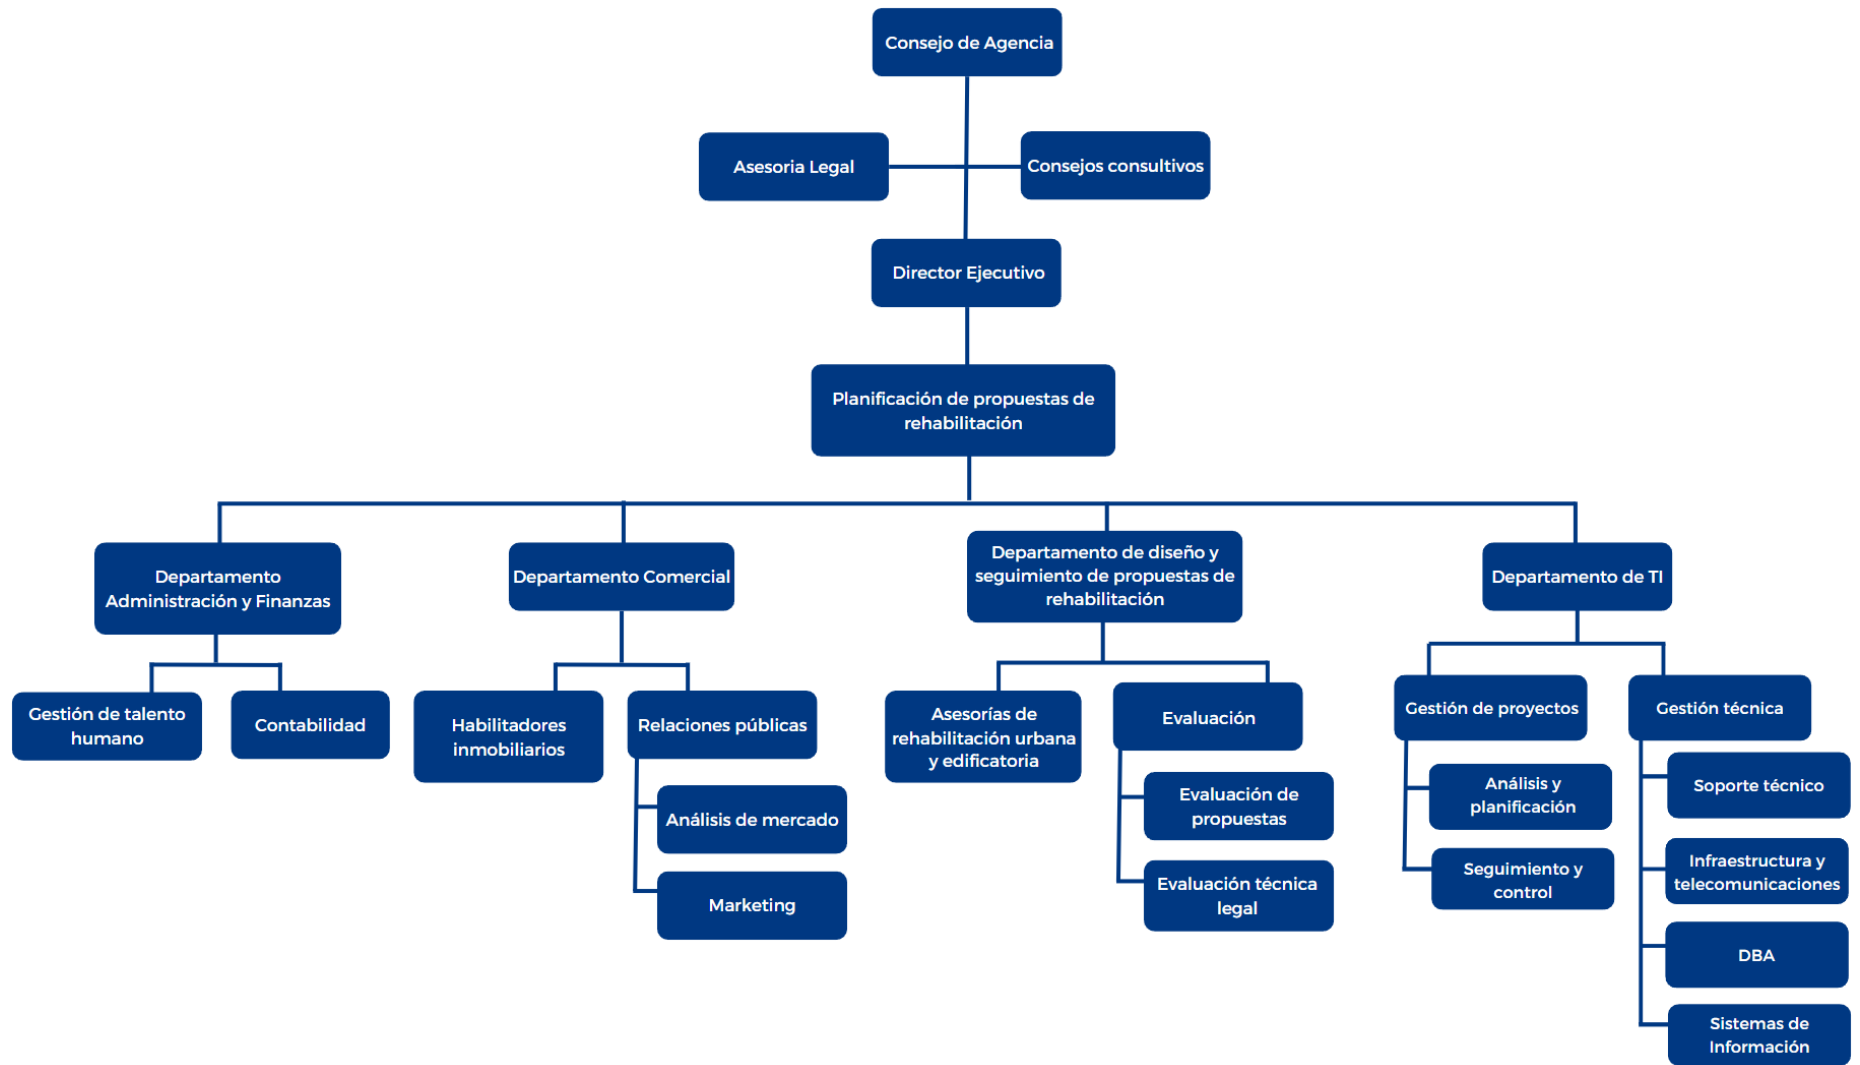 Consejo de Agencia
Asesoria Legal
Consejos consultivos
Director Ejecutivo
Planificación de propuestas de
rehabilitación
Departamento
Administración y Finanzas
Departamento Comercial
Departamento de diseño y
seguimiento de propuestas de
rehabilitación
Departamento de TI
Gestión de talento
humano
Contabilidad
Habilitadores
inmobiliarios
Relaciones públicas
Análisis de mercado
Marketing
Asesorías de
rehabilitación urbana
y edificatoria
Evaluación
Evaluación de
propuestas
Evaluación técnica
legal
Gestión de proyectos
Análisis y
planificación
Seguimiento y
control
Gestión técnica
Soporte técnico
Infraestructura y
telecomunicaciones
DBA
Sistemas de
Información